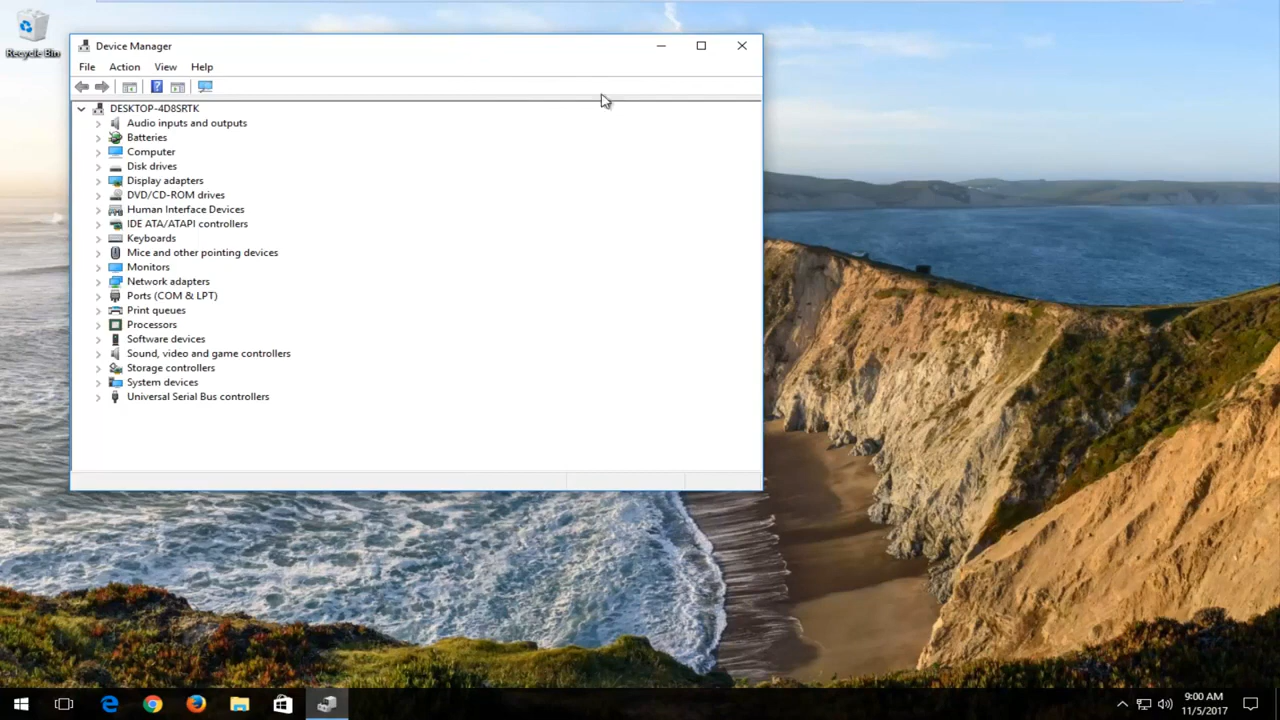 Recycle Bin
Device Manager
File Action View Help
DESKTOP-4D8SRTK
Audio inputs and outputs
Batteries
Computer
Disk drives
Display adapters
DVD/CD-ROM drives
Human Interface Devices
IDE ATA/ATAPI controllers
Keyboards
Mice and other pointing devices
Monitors
Network adapters
Ports (COM & LPT)
Print queues
Processors
Software devices
Sound, video and game controllers
Storage controllers
System devices
Universal Serial Bus controllers
9:00 AM
11/5/2017